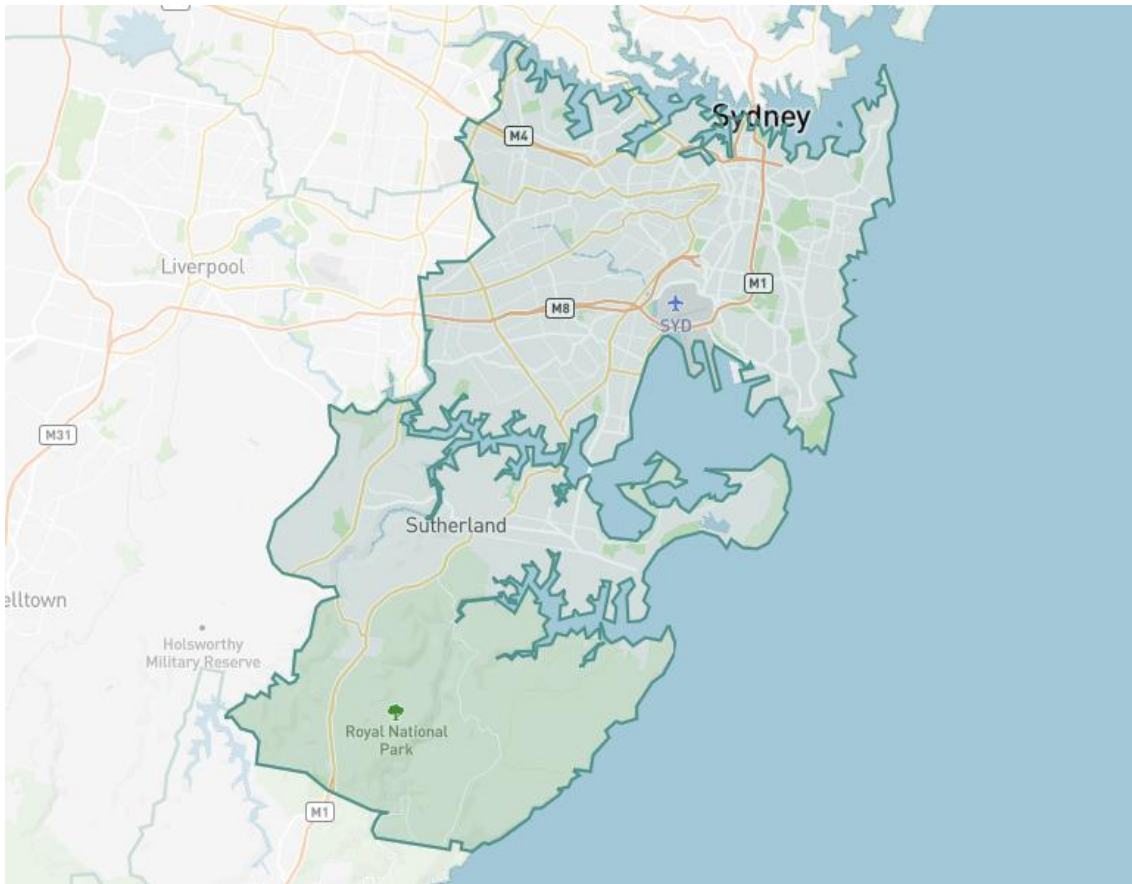 Sydney
M4
Liverpool
M1
M8
SYD
M31
Sutherland
elltown
Holsworthy
Military Reserve
Royal National
Park
M1